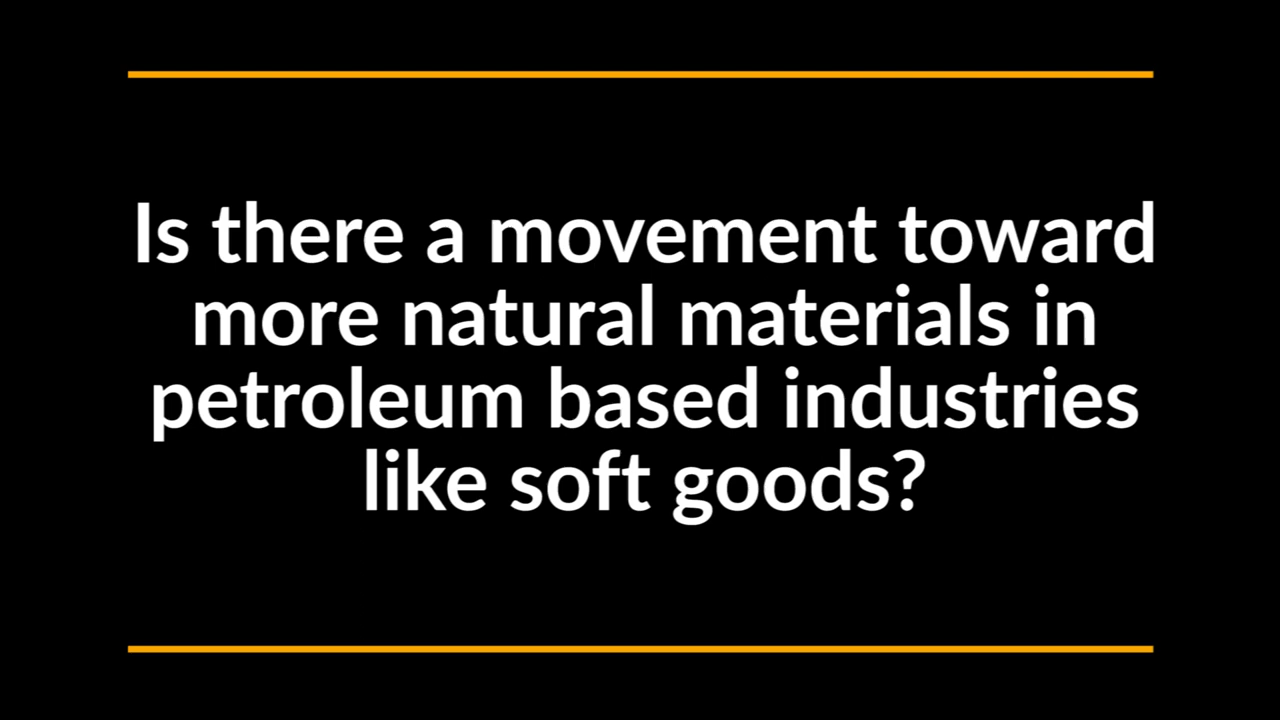 Is there a movement toward
more natural materials in
petroleum based industries
like soft goods?